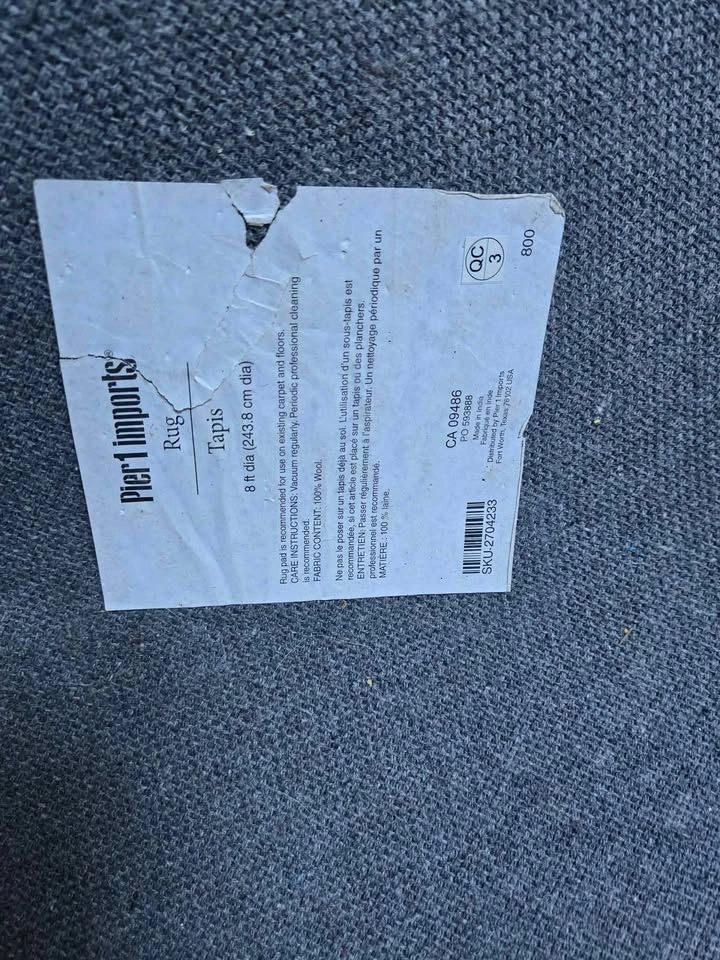 Pier 1 Imports®
Rug
Tapis
8 ft dia (243.8 cm dia)
Rug pad is recommended for use on existing carpet and floors.
CARE INSTRUCTIONS: Vacuum regularly. Periodic professional cleaning
is recommended.
FABRIC CONTENT: 100% Wool.
Ne pas le poser sur un tapis déjà au sol. L'utilisation d'un sous-tapis est
recommandée, si cet article est placé sur un tapis ou des planchers.
ENTRETIEN: Passer régulièrement à l'aspirateur. Un nettoyage périodique par un
professionnel est recommandé.
MATIÈRE : 100 % laine.
CA 09486
PO 593888
Made in India
Fabriqué en Inde
Distributed by Pier 1 Imports
Fort Worth, Texas 76102 USA
SKU 2704233
QC
3
800